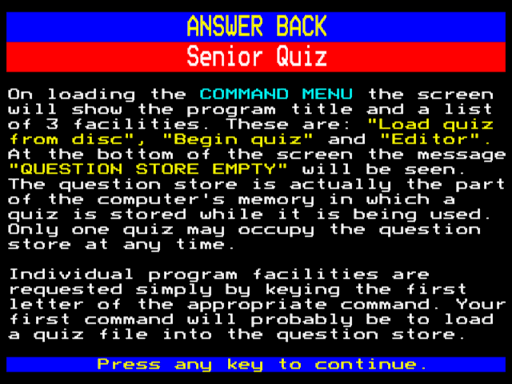 ANSWER BACK
Senior Quiz
On loading the COMMAND MENU the screen
will show the program title and a list
of 3 facilities. These are: "Load quiz
from disc", "Begin quiz" and "Editor".
At the bottom of the screen the message
"QUESTION STORE EMPTY" will be seen.
The question store is actually the part
of the computer's memory in which a
quiz is stored while it is being used.
Only one quiz may occupy the question
store at any time.
Individual program facilities are
requested simply by keying the first
letter of the appropriate command. Your
first command will probably be to load
a quiz file into the question store.
Press any key to continue.